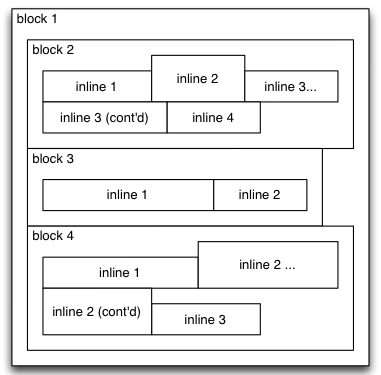 block 1
block 2
inline 1 inline 2 inline 3...
inline 3 (cont'd) inline 4
block 3
inline 1 inline 2
block 4
inline 1 inline 2 ...
inline 2 (cont'd) inline 3